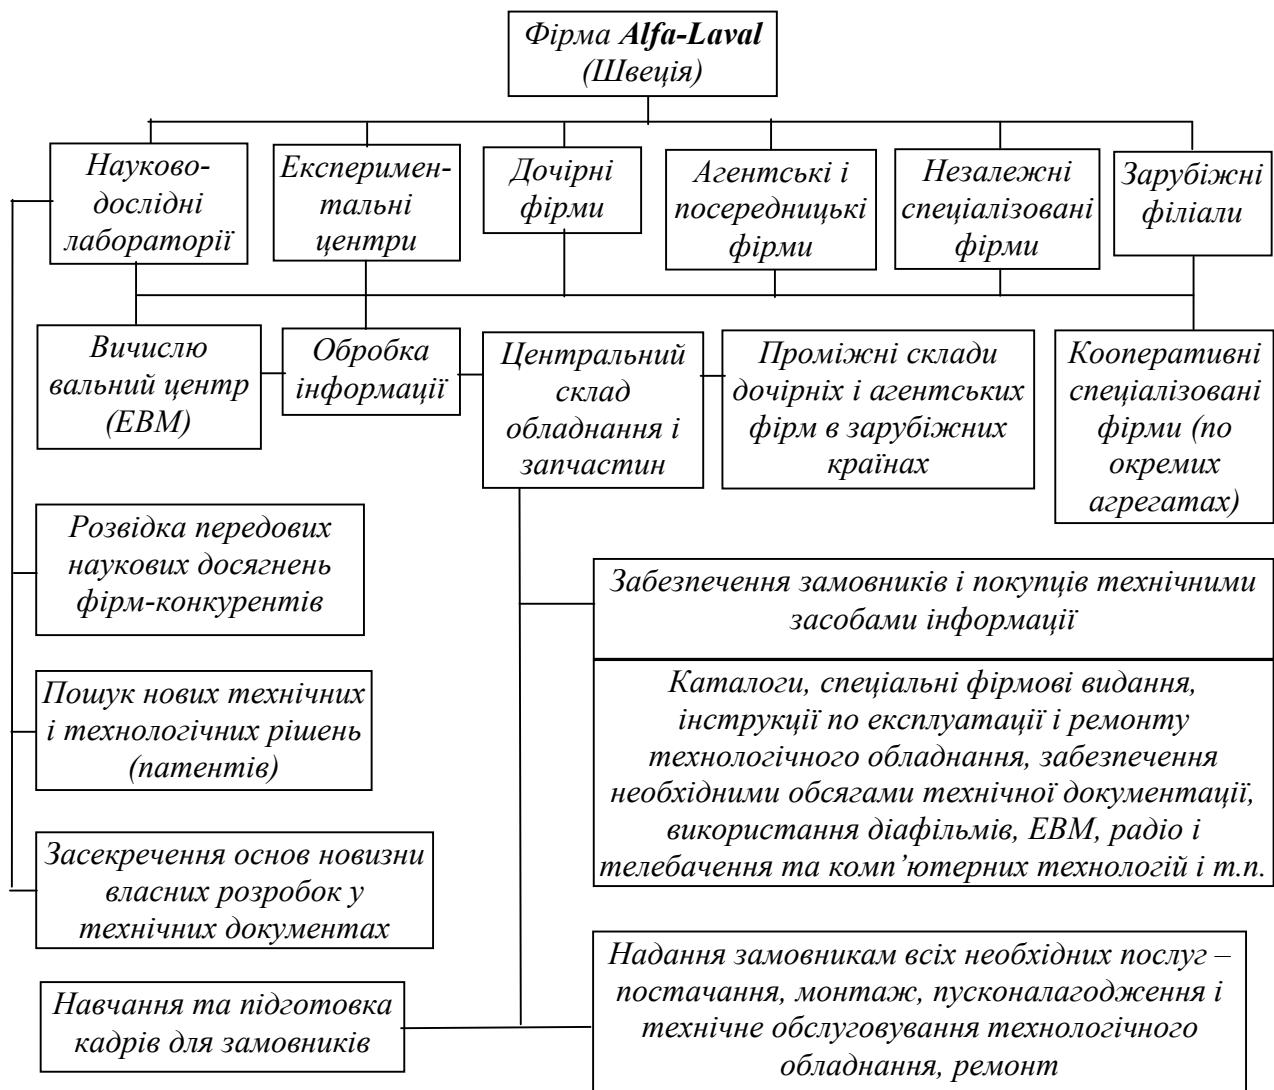 Фірма Alfa-Laval
(Швеція)
Науково-
дослідні
лабораторії
Експеримен-
тальні
центри
Дочірні
фірми
Агентські і
посередницькі
фірми
Незалежні
спеціалізовані
фірми
Зарубіжні
філіали
Вичислю
вальний центр
(ЕВМ)
Обробка
інформації
Центральний
склад
обладнання і
запчастин
Проміжні склади
дочірніх і агентських
фірм в зарубіжних
країнах
Кооперативні
спеціалізовані
фірми (по
окремих
агрегатах)
Розвідка передових
наукових досягнень
фірм-конкурентів
Пошук нових технічних
і технологічних рішень
(патентів)
Засекречення основ новизни
власних розробок у
технічних документах
Навчання та підготовка
кадрів для замовників
Забезпечення замовників і покупців технічними
засобами інформації
Каталоги, спеціальні фірмові видання,
інструкції по експлуатації і ремонту
технологічного обладнання, забезпечення
необхідними обсягами технічної документації,
використання діафільмів, ЕВМ, радіо і
телебачення та комп’ютерних технологій і т.п.
Надання замовникам всіх необхідних послуг –
постачання, монтаж, пусконалагодження і
технічне обслуговування технологічного
обладнання, ремонт